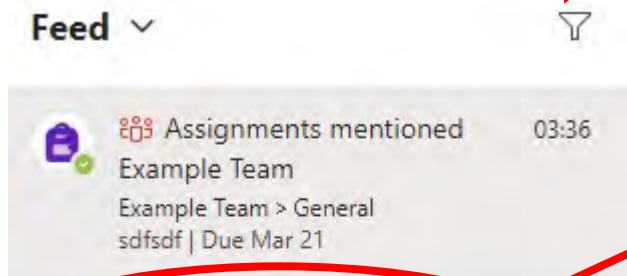 Feed
Assignments mentioned 03:36
Example Team
Example Team > General
sdfsdf | Due Mar 21